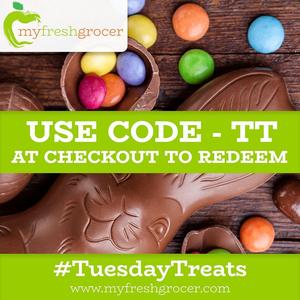 myfreshgrocer
USE CODE - TT
AT CHECKOUT TO REDEEM
#TuesdayTreats
www.myfreshgrocer.com